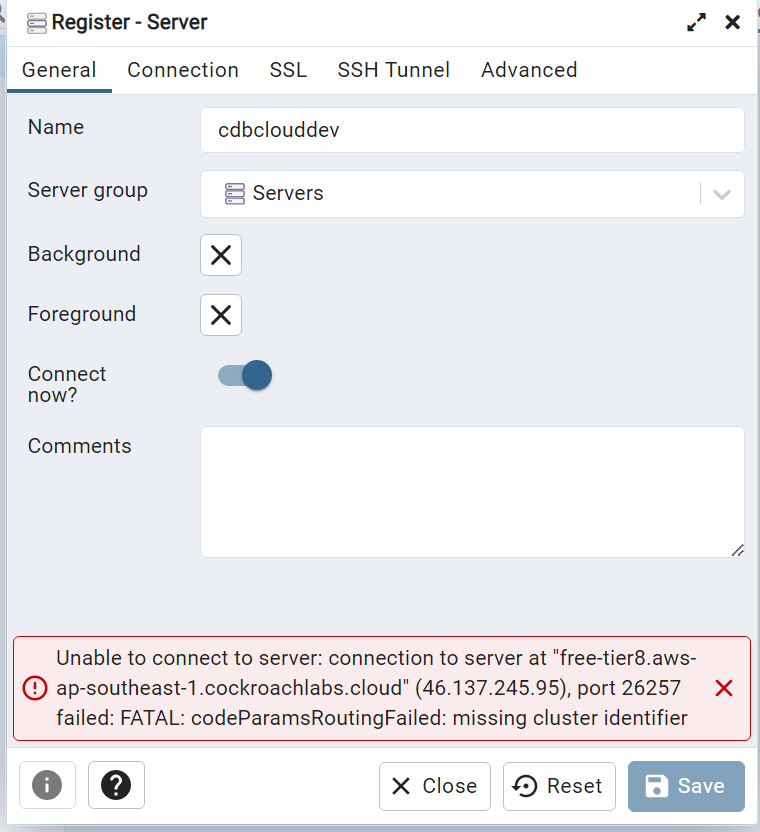 Register - Server
General Connection SSL SSH Tunnel Advanced
Name cdbclouddev
Server group Servers
Background
Foreground
Connect
now?
Comments
Unable to connect to server: connection to server at "free-tier8.aws-
ap-southeast-1.cockroachlabs.cloud" (46.137.245.95), port 26257
failed: FATAL: codeParamsRoutingFailed: missing cluster identifier
Close Reset Save